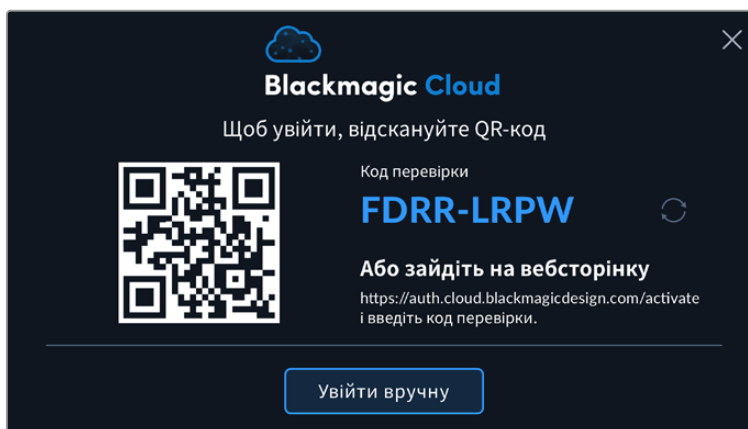 Blackmagic Cloud
Щоб увійти, відскануйте QR-код
Код перевірки
FDRR-LRPW
Або зайдіть на вебсторінку
https://auth.cloud.blackmagicdesign.com/activate
і введіть код перевірки.
Увійти вручну